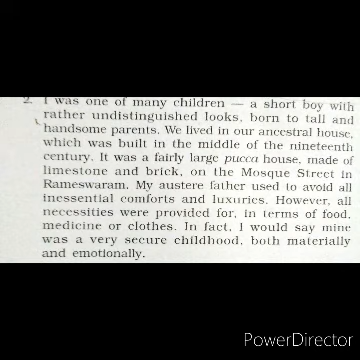 2. I was one of many children — a short boy with
rather undistinguished looks, born to tall and
handsome parents. We lived in our ancestral house,
which was built in the middle of the nineteenth
century. It was a fairly large pucca house, made of
limestone and brick, on the Mosque Street in
Rameswaram. My austere father used to avoid all
inessential comforts and luxuries. However, all
necessities were provided for, in terms of food,
medicine or clothes. In fact, I would say mine
was a very secure childhood, both materially
and emotionally.
PowerDirector